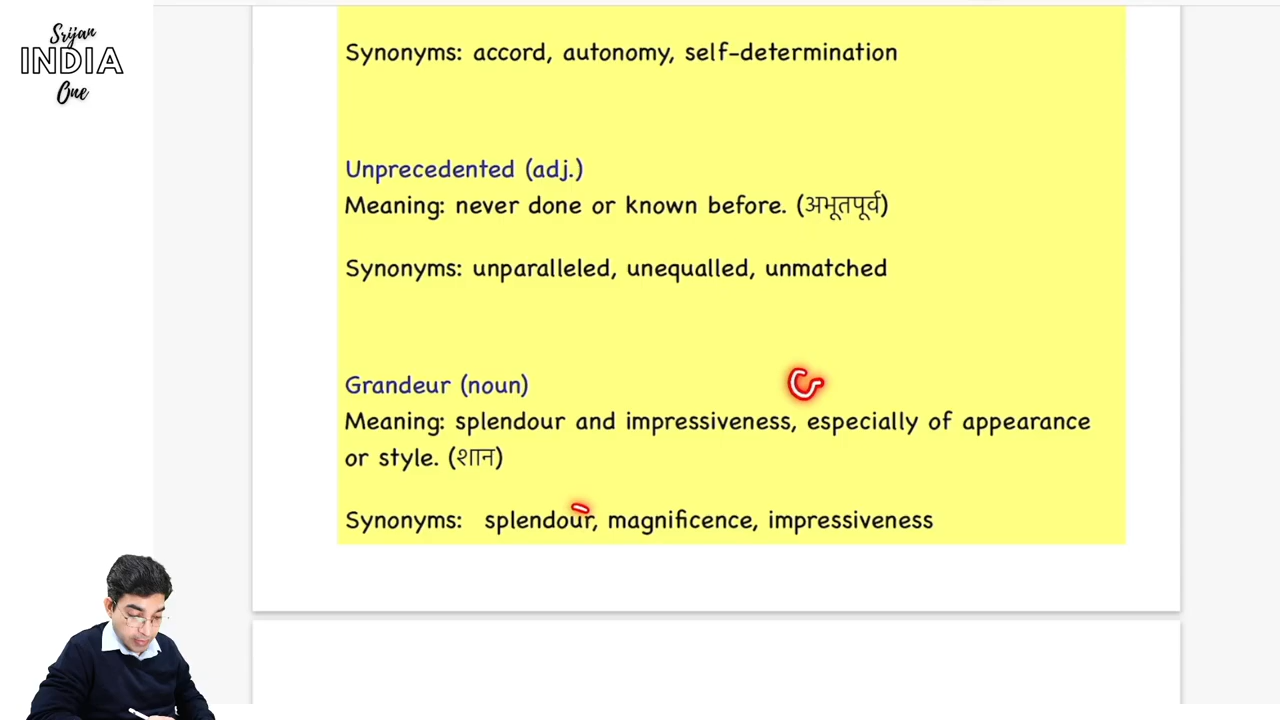 Srijan
INDIA
One
Synonyms: accord, autonomy, self-determination
Unprecedented (adj.)
Meaning: never done or known before. (अभूतपूर्व)
Synonyms: unparalleled, unequalled, unmatched
Grandeur (noun)
Meaning: splendour and impressiveness, especially of appearance
or style. (शान)
Synonyms: splendour, magnificence, impressiveness